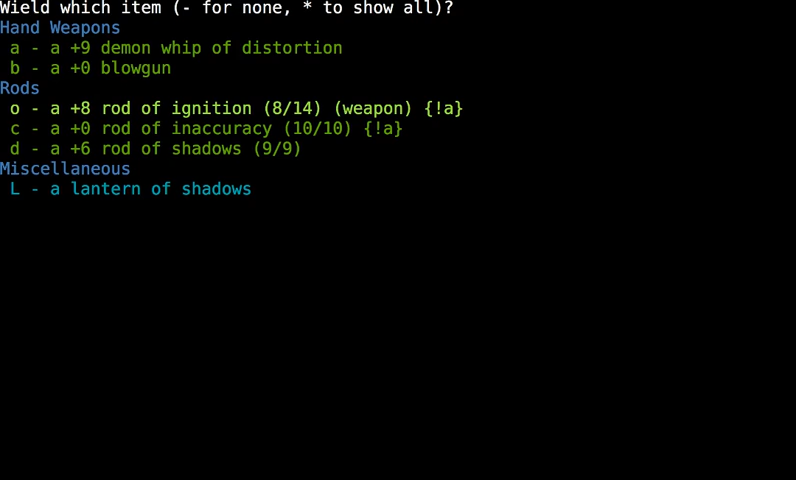 Wield which item (- for none, * to show all)?
Hand Weapons
a - a +9 demon whip of distortion
b - a +0 blowgun
Rods
o - a +8 rod of ignition (8/14) (weapon) {!a}
c - a +0 rod of inaccuracy (10/10) {!a}
d - a +6 rod of shadows (9/9)
Miscellaneous
L - a lantern of shadows